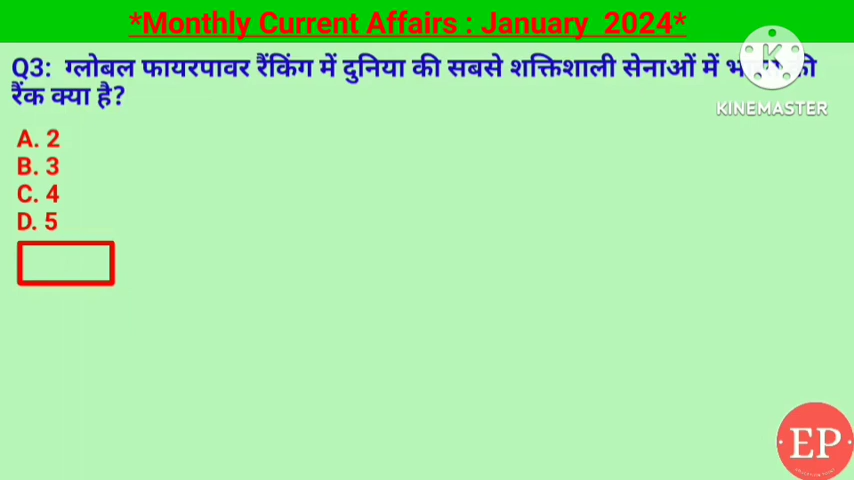 *Monthly Current Affairs : January 2024*
Q3: ग्लोबल फायरपावर रैंकिंग में दुनिया की सबसे शक्तिशाली सेनाओं में की
रैंक क्या है?
KINEMASTER
A. 2
B. 3
C. 4
D. 5
EP